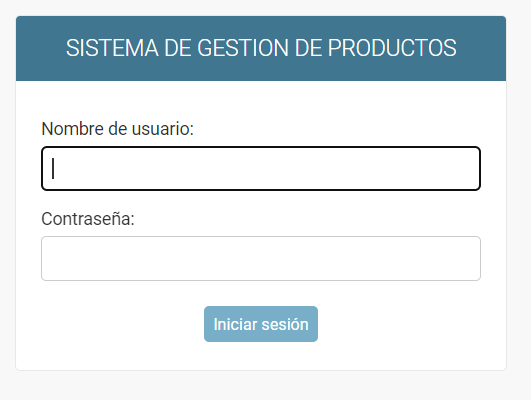 SISTEMA DE GESTION DE PRODUCTOS
Nombre de usuario:
Contraseña:
Iniciar sesión